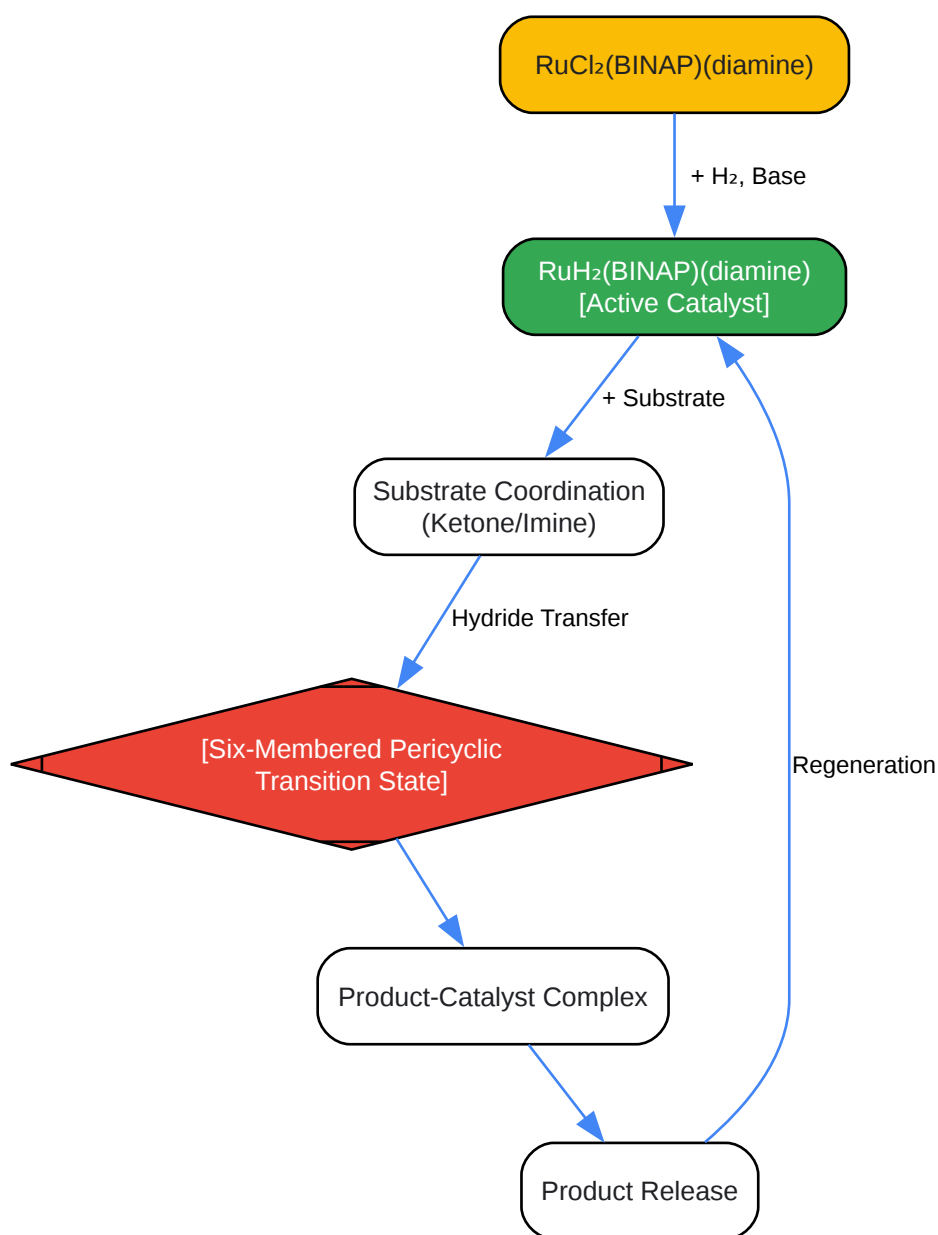 RuCl₂(BINAP)(diamine)
+ H₂, Base
RuH₂(BINAP)(diamine)
[Active Catalyst]
+ Substrate
Substrate Coordination
(Ketone/Imine)
Hydride Transfer
[Six-Membered Pericyclic
Transition State]
Regeneration
Product-Catalyst Complex
Product Release